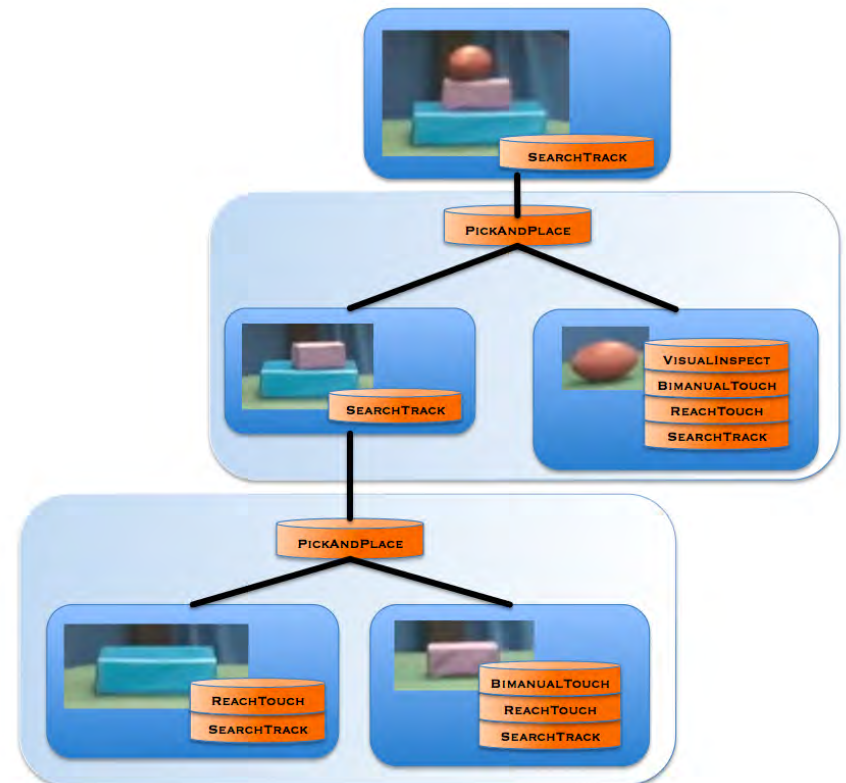 SEARCHTRACK
PICKANDPLACE
SEARCHTRACK
VISUALINSPECT
BIMANUALTOUCH
REACHTOUCH
SEARCHTRACK
PICKANDPLACE
REACHTOUCH
SEARCHTRACK
BIMANUALTOUCH
REACHTOUCH
SEARCHTRACK